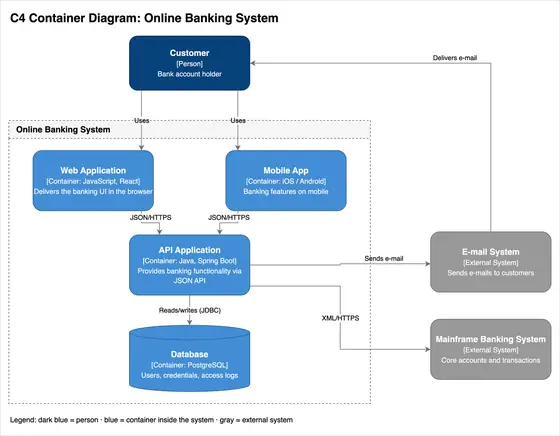 C4 Container Diagram: Online Banking System
Customer
[Person]
Bank account holder
Delivers e-mail
Uses
Uses
Online Banking System
Web Application
[Container: JavaScript, React]
Delivers the banking UI in the browser
Mobile App
[Container: iOS / Android]
Banking features on mobile
JSON/HTTPS
JSON/HTTPS
API Application
[Container: Java, Spring Boot]
Provides banking functionality via
JSON API
Sends e-mail
E-mail System
[External System]
Sends e-mails to customers
Reads/writes (JDBC)
XML/HTTPS
Mainframe Banking System
[External System]
Core accounts and transactions
Database
[Container: PostgreSQL]
Users, credentials, access logs
Legend: dark blue = person · blue = container inside the system · gray = external system